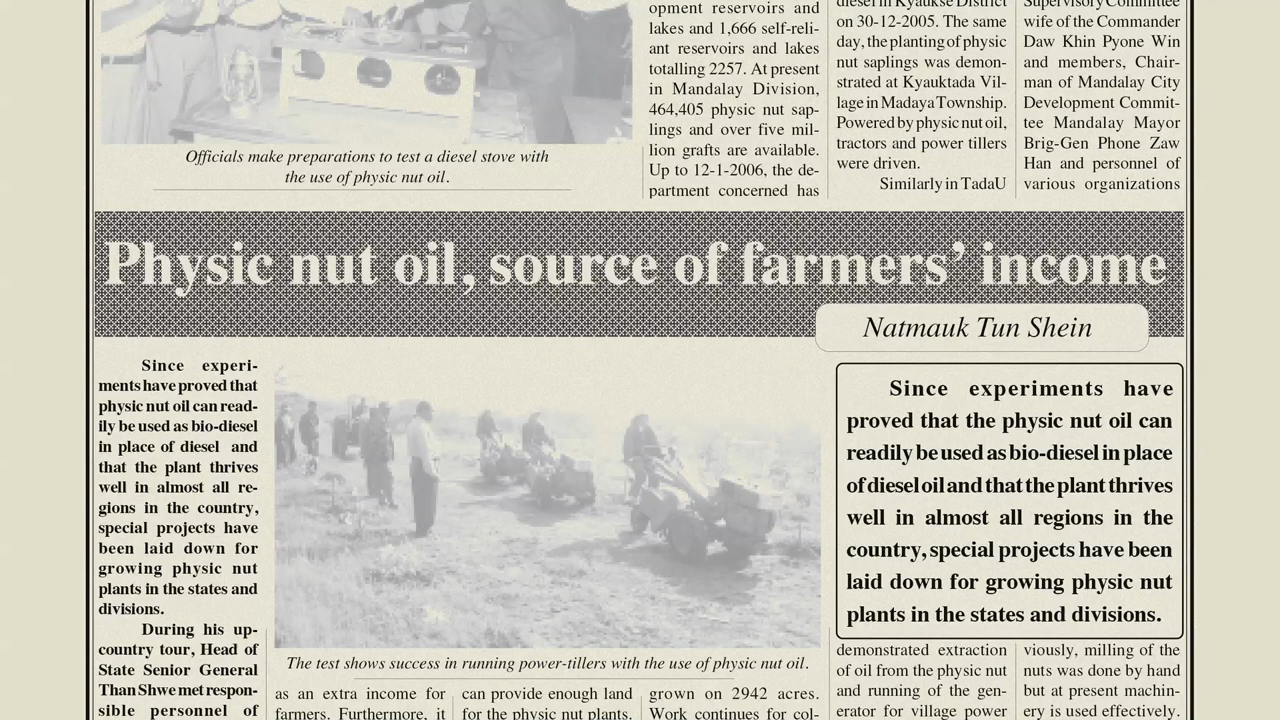 opment reservoirs and
lakes and 1,666 self-reli-
ant reservoirs and lakes
totalling 2257. At present
in Mandalay Division,
464,405 physic nut sap-
lings and over five mil-
lion grafts are available.
Up to 12-1-2006, the de-
partment concerned has
diesel in Kyaukse District
on 30-12-2005. The same
day, the planting of physic
nut saplings was demon-
strated at Kyauktada Vil-
lage in Madaya Township.
Powered by physic nut oil,
tractors and power tillers
were driven.
Similarly in TadaU
Supervisory Committee
wife of the Commander
Daw Khin Pyone Win
and members, Chair-
man of Mandalay City
Development Commit-
tee Mandalay Mayor
Brig-Gen Phone Zaw
Han and personnel of
various organizations
Officials make preparations to test a diesel stove with
the use of physic nut oil.
Physic nut oil, source of farmers' income
Natmauk Tun Shein
Since experi-
ments have proved that
physic nut oil can read-
ily be used as bio-diesel
in place of diesel and
that the plant thrives
well in almost all re-
gions in the country,
special projects have
been laid down for
growing physic nut
plants in the states and
divisions.
During his up-
country tour, Head of
State Senior General
Than Shwe met respon-
sible personnel of
The test shows success in running power-tillers with the use of physic nut oil.
as an extra income for
farmers. Furthermore, it
can provide enough land
for the physic nut plants.
grown on 2942 acres.
Work continues for col-
Since experiments have
proved that the physic nut oil can
readily be used as bio-diesel in place
of diesel oil and that the plant thrives
well in almost all regions in the
country, special projects have been
laid down for growing physic nut
plants in the states and divisions.
demonstrated extraction
of oil from the physic nut
and running of the gen-
erator for village power
viously, milling of the
nuts was done by hand
but at present machin-
ery is used effectively.